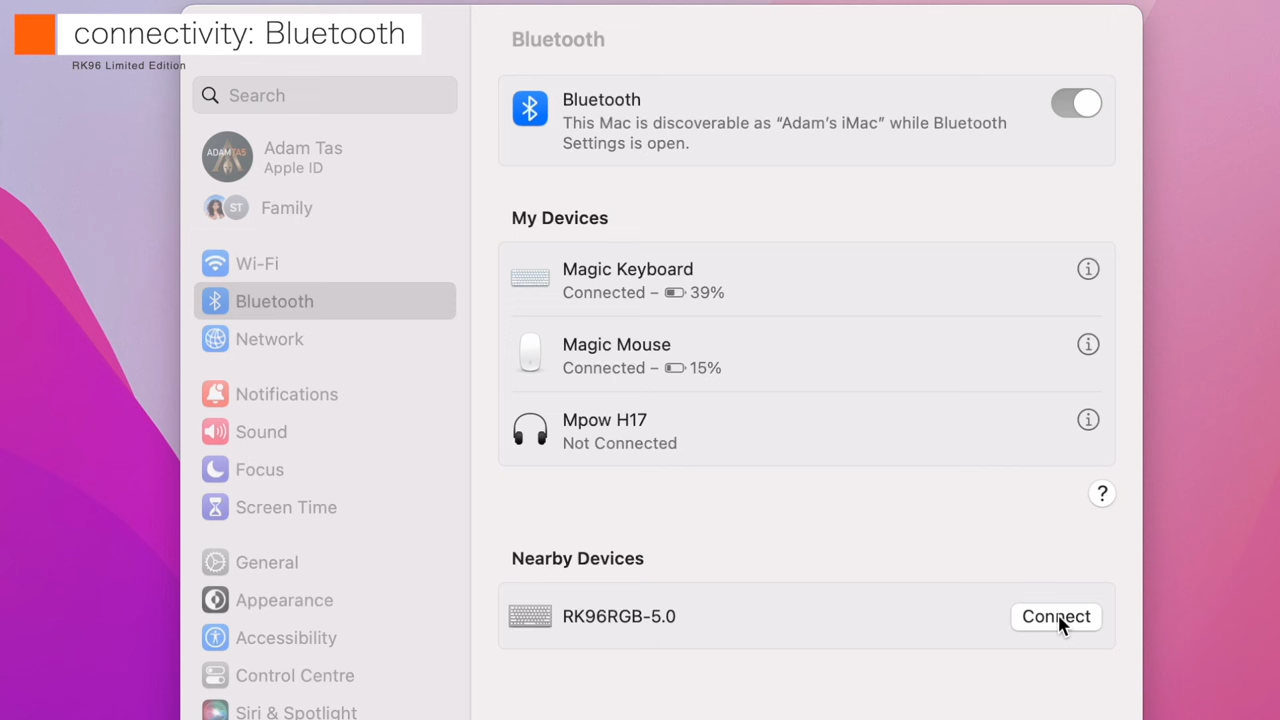 connectivity: Bluetooth
RK96 Limited Edition
Search
ADAMTAS
Adam Tas
Apple ID
ST
Family
Wi-Fi
Bluetooth
Network
Notifications
Sound
Focus
Screen Time
General
Appearance
Accessibility
Control Centre
Siri & Spotlight
Bluetooth
Bluetooth
This Mac is discoverable as “Adam’s iMac” while Bluetooth
Settings is open.
My Devices
Magic Keyboard
Connected – 39%
Magic Mouse
Connected – 15%
Mpow H17
Not Connected
?
Nearby Devices
RK96RGB-5.0
Connect